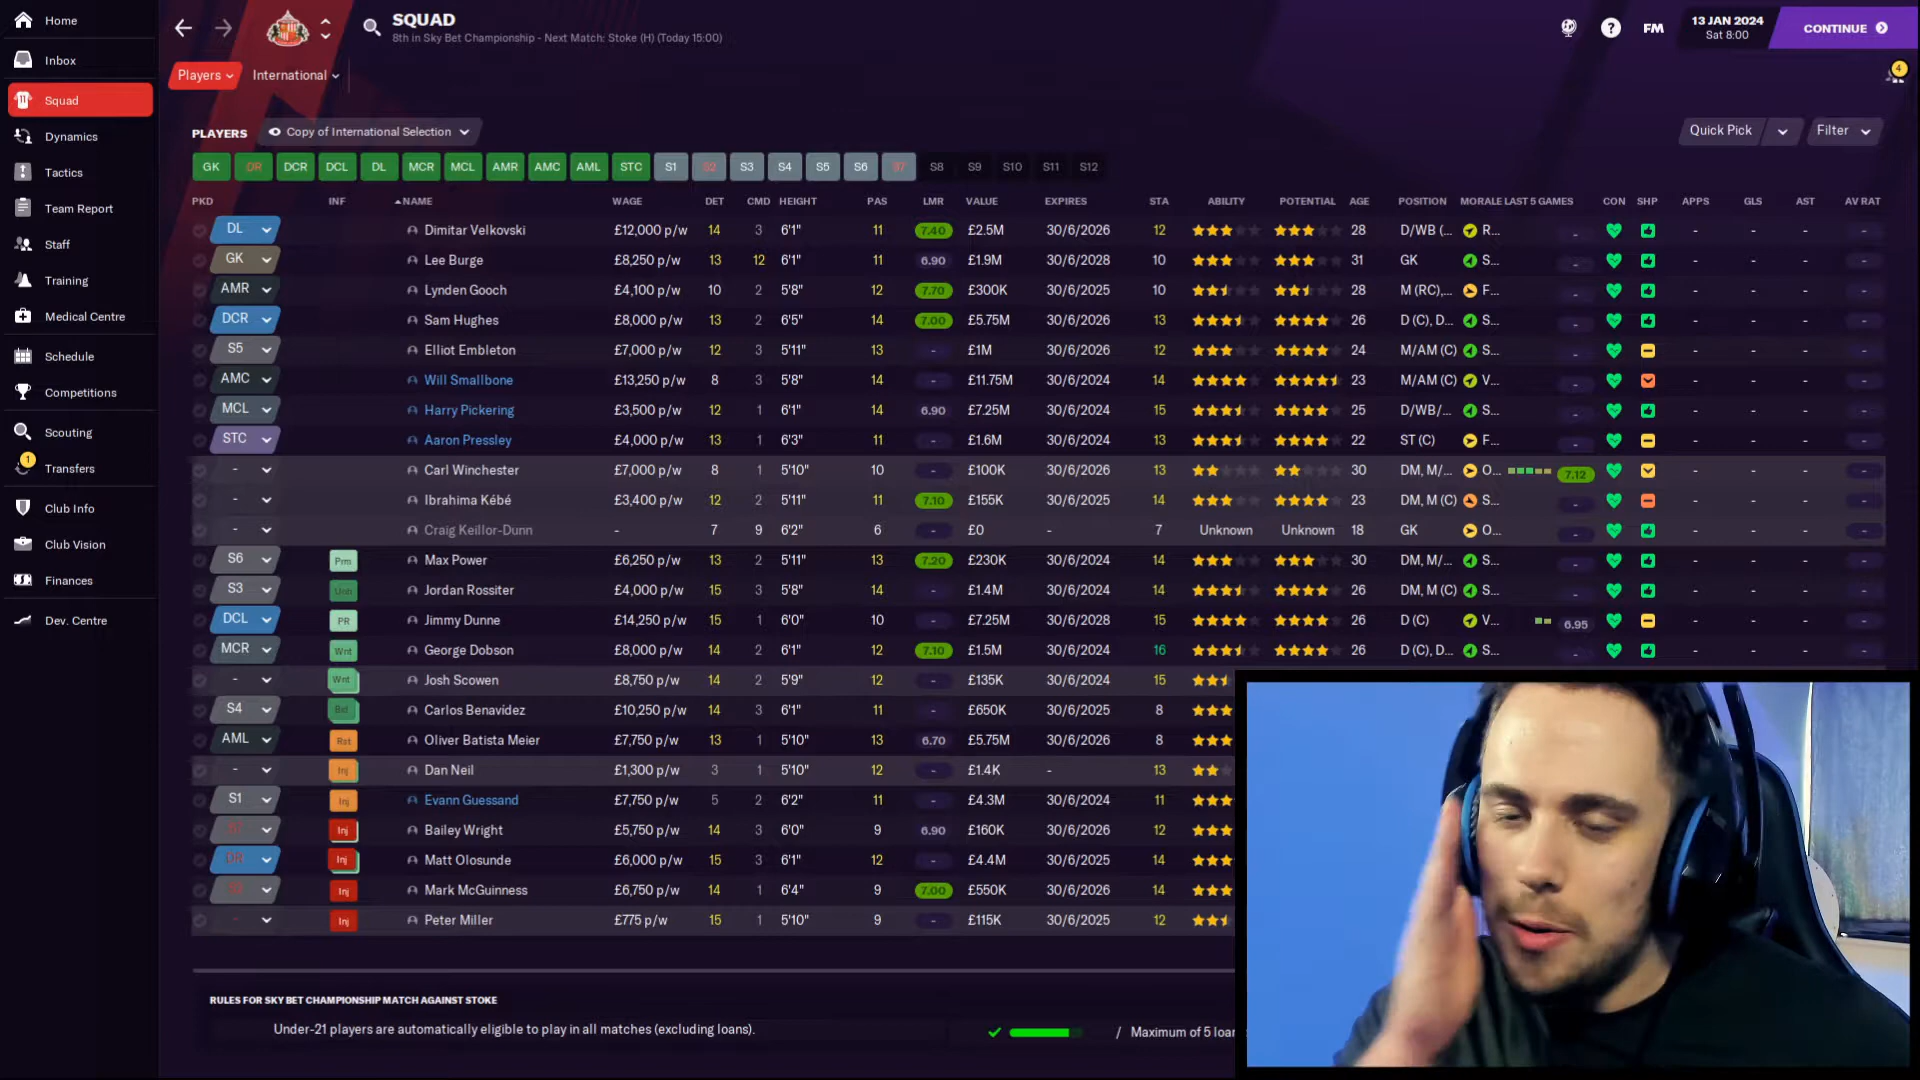 Home
Inbox
Squad
Dynamics
Tactics
Team Report
Staff
Training
Medical Centre
Schedule
Competitions
Scouting
1
Transfers
Club Info
Club Vision
Finances
Dev. Centre
SQUAD
8th in Sky Bet Championship - Next Match: Stoke (H) (Today 15:00)
FM
13 JAN 2024
Sat 8:00
CONTINUE
Players
International
4
PLAYERS
Copy of International Selection
Quick Pick
Filter
GK DR DCR DCL DL MCR MCL AMR AMC AML STC S1 S2 S3 S4 S5 S6 S7 S8 S9 S10 S11 S12
PKD INF NAME WAGE DET CMD HEIGHT PAS LMR VALUE EXPIRES STA ABILITY POTENTIAL AGE POSITION MORALE LAST 5 GAMES CON SHP APPS GLS AST AV RAT
DL Dimitar Velkovski £12,000 p/w 14 3 6'1" 11 7.40 £2.5M 30/6/2026 12 28 D/WB (... R... - - - - - -
GK Lee Burge £8,250 p/w 13 12 6'1" 11 6.90 £1.9M 30/6/2028 10 31 GK S... - - - - -
AMR Lynden Gooch £4,100 p/w 10 2 5'8" 12 7.70 £300K 30/6/2025 10 28 M (RC),... F... - - - - -
DCR Sam Hughes £8,000 p/w 13 2 6'5" 14 7.00 £5.75M 30/6/2026 13 26 D (C), D... S... - - - - -
S5 Elliot Embleton £7,000 p/w 12 3 5'11" 13 - £1M 30/6/2026 12 24 M/AM (C) S... - - - - -
AMC Will Smallbone £13,250 p/w 8 3 5'8" 14 - £11.75M 30/6/2024 14 23 M/AM (C) V... - - - - -
MCL Harry Pickering £3,500 p/w 12 1 6'1" 14 6.90 £7.25M 30/6/2024 15 25 D/WB/... S... - - - - -
STC Aaron Pressley £4,000 p/w 13 1 6'3" 11 - £1.6M 30/6/2024 13 22 ST (C) F... - - - - -
- Carl Winchester £7,000 p/w 8 1 5'10" 10 - £100K 30/6/2026 13 30 DM, M/... O... 7.12 - - - -
- Ibrahima Kébé £3,400 p/w 12 2 5'11" 11 7.10 £155K 30/6/2025 14 23 DM, M (C) S... - - - - -
- Craig Keillor-Dunn - 7 9 6'2" 6 - £0 - 7 Unknown Unknown 18 GK O... - - - - -
S6 Prm Max Power £6,250 p/w 13 2 5'11" 13 7.20 £230K 30/6/2026 14 30 DM, M/... S... - - - - -
S3 Unh Jordan Rossiter £4,000 p/w 15 3 5'8" 14 - £1.4M 30/6/2026 14 26 DM, M (C) S... - - - - -
DCL PR Jimmy Dunne £14,250 p/w 15 1 6'0" 10 - £7.25M 30/6/2028 15 26 D (C) V... 6.95 - - - -
MCR Wnt George Dobson £8,000 p/w 14 2 6'1" 12 7.10 £1.5M 30/6/2024 16 26 D (C), D... S... - - - - -
- Wnt Josh Scowen £8,750 p/w 14 2 5'9" 12 - £135K 30/6/2024 15
S4 Bid Carlos Benavídez £10,250 p/w 14 3 6'1" 11 - £650K 30/6/2025 8
AML Rat Oliver Batista Meier £7,750 p/w 13 1 5'10" 13 6.70 £5.75M 30/6/2026 8
- Inj Dan Neil £1,300 p/w 3 1 5'10" 12 - £1.4K - 13
S1 Inj Evann Guessand £7,750 p/w 5 2 6'2" 11 - £4.3M 30/6/2024 11
S7 Inj Bailey Wright £5,750 p/w 14 3 6'0" 9 6.90 £160K 30/6/2024 12
DR Inj Matt Olosunde £6,000 p/w 15 3 6'1" 12 - £4.4M 30/6/2026 14
S2 Inj Mark McGuinness £6,750 p/w 14 1 6'4" 9 7.00 £550K 30/6/2026 14
- Inj Peter Miller £775 p/w 15 1 5'10" 9 - £115K 30/6/2025 12
RULES FOR SKY BET CHAMPIONSHIP MATCH AGAINST STOKE
Under-21 players are automatically eligible to play in all matches (excluding loans).
/ Maximum of 5